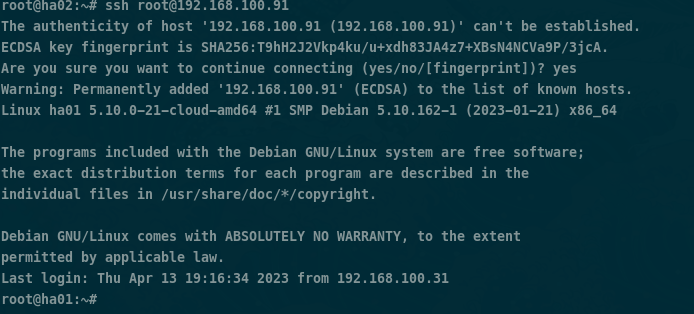 root@ha02:~# ssh root@192.168.100.91
The authenticity of host '192.168.100.91 (192.168.100.91)' can't be established.
ECDSA key fingerprint is SHA256:T9hH2J2Vkp4ku/u+xdh83JA4z7+XBsN4NCVa9P/3jcA.
Are you sure you want to continue connecting (yes/no/[fingerprint])? yes
Warning: Permanently added '192.168.100.91' (ECDSA) to the list of known hosts.
Linux ha01 5.10.0-21-cloud-amd64 #1 SMP Debian 5.10.162-1 (2023-01-21) x86_64
The programs included with the Debian GNU/Linux system are free software;
the exact distribution terms for each program are described in the
individual files in /usr/share/doc/*/copyright.
Debian GNU/Linux comes with ABSOLUTELY NO WARRANTY, to the extent
permitted by applicable law.
Last login: Thu Apr 13 19:16:34 2023 from 192.168.100.31
root@ha01:~#